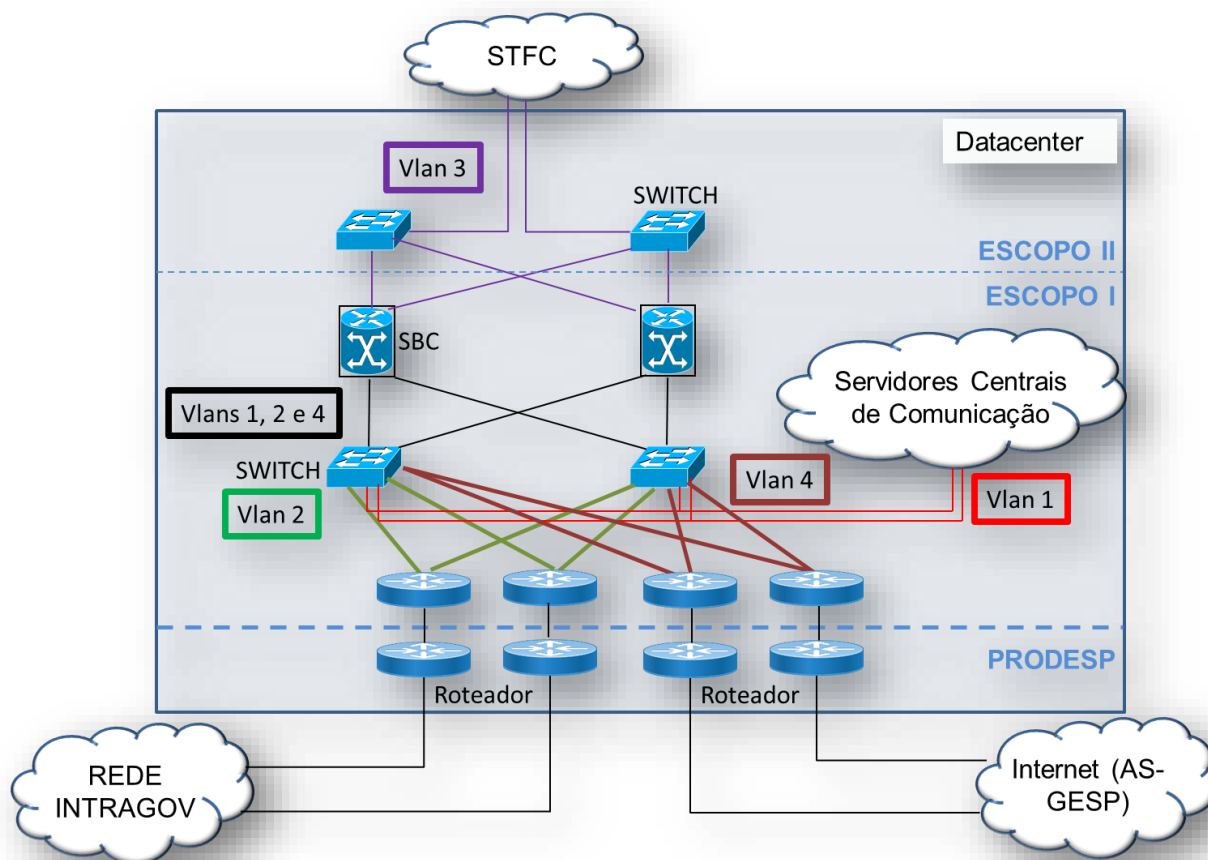 STFC
Datacenter
Vlan 3
SWITCH
ESCOPO II
ESCOPO I
SBC
Servidores Centrais
de Comunicação
Vlans 1, 2 e 4
SWITCH
Vlan 4
Vlan 1
Vlan 2
PRODESP
Roteador
Roteador
REDE
INTRAGOV
Internet (AS-
GESP)